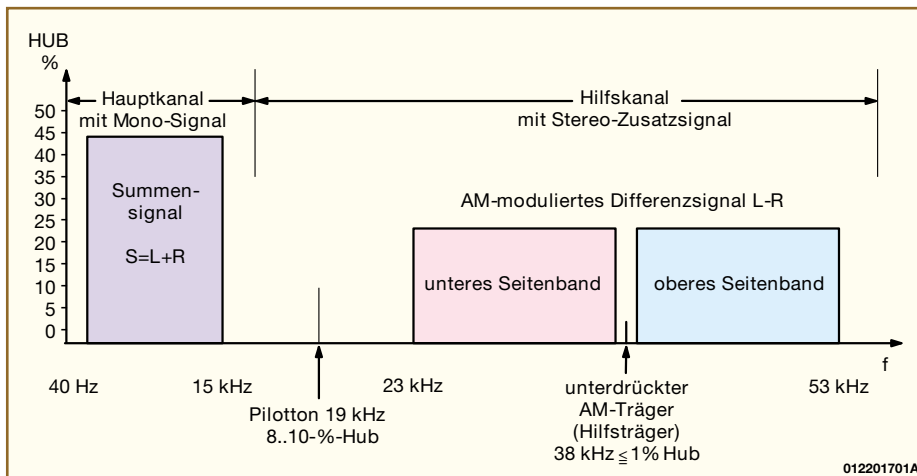 HUB
%
50
45
40
35
30
25
20
15
10
5
0
Hauptkanal
mit Mono-Signal
Hilfskanal
mit Stereo-Zusatzsignal
Summen-
signal
S=L+R
AM-moduliertes Differenzsignal L-R
unteres Seitenband
oberes Seitenband
f
40 Hz
15 kHz
23 kHz
53 kHz
Pilotton 19 kHz
8..10-%-Hub
unterdrückter
AM-Träger
(Hilfsträger)
38 kHz ≦ 1% Hub
012201701A